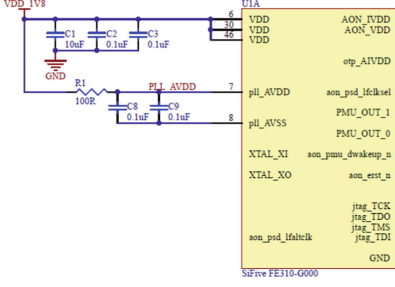 VDD_1V8
U1A
6
30
46
VDD
VDD
VDD
AON_IVDD
AON_VDD
C1
10uF
C2
0.1uF
C3
0.1uF
GND
otp_AIVDD
R1
100R
PLL_AVDD
7
pll_AVDD
aon_psd_lfclksel
C8
0.1uF
C9
0.1uF
PMU_OUT_1
8
pll_AVSS
PMU_OUT_0
XTAL_XI
aon_pmu_dwakeup_n
XTAL_XO
aon_erst_n
jtag_TCK
jtag_TDO
jtag_TMS
aon_psd_lfaltclk
jtag_TDI
GND
SiFive FE310-G000